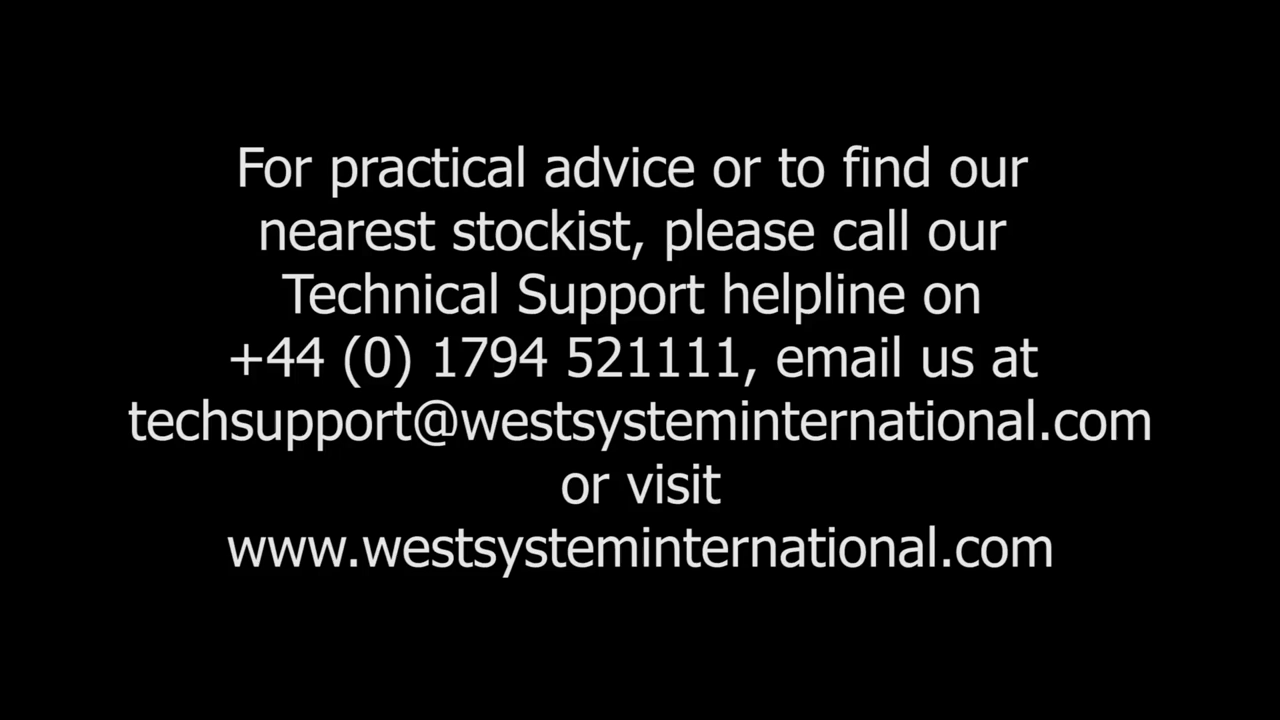 For practical advice or to find our
nearest stockist, please call our
Technical Support helpline on
+44 (0) 1794 521111, email us at
techsupport@westsysteminternational.com
or visit
www.westsysteminternational.com